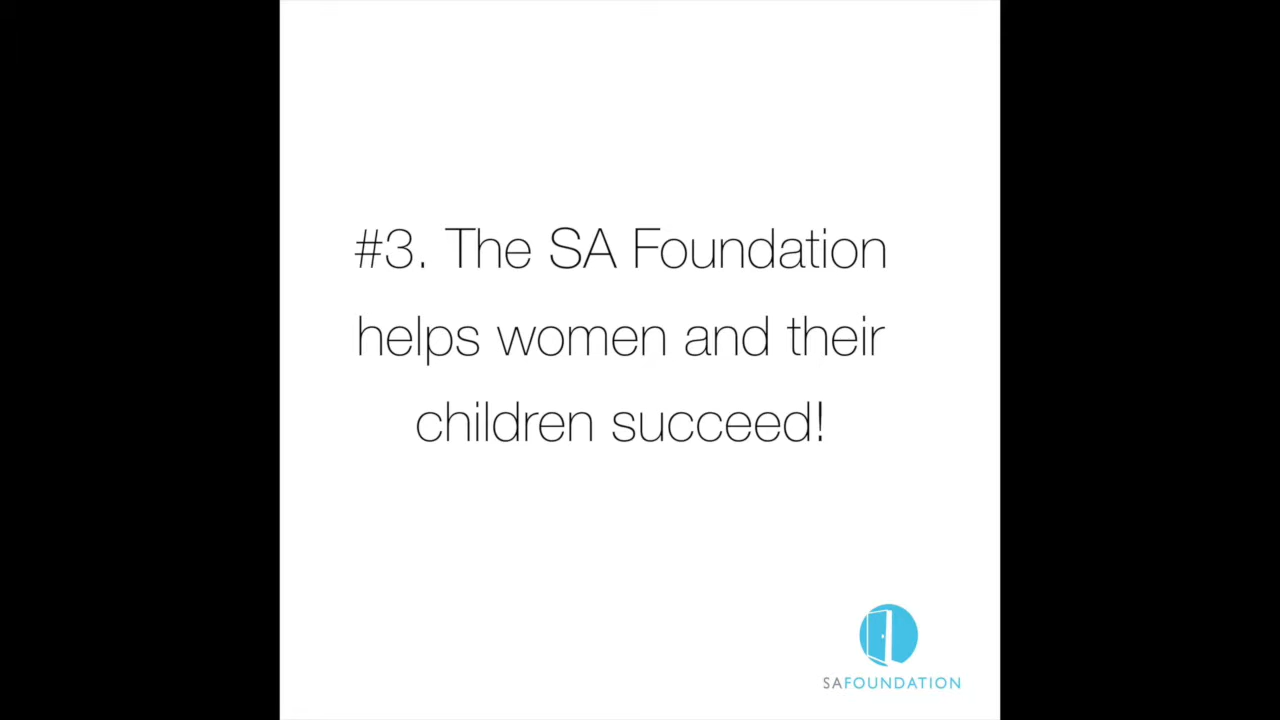 #3. The SA Foundation
helps women and their
children succeed!
SAFOUNDATION